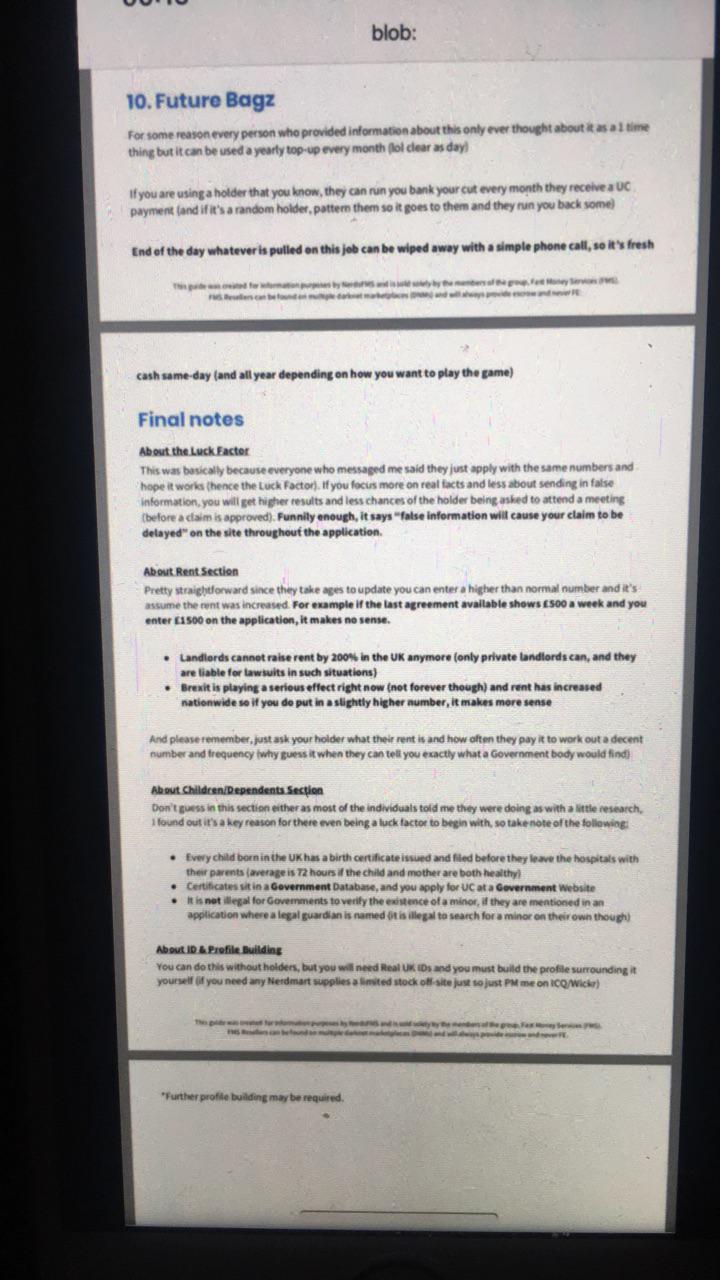 blob:
10. Future Bagz
For some reason every person who provided information about this only ever thought about it as a 1 time
thing but it can be used a yearly top-up every month (lol clear as day)
If you are using a holder that you know, they can run you bank your cut every month they receive a UC
payment (and if it's a random holder, pattern them so it goes to them and they run you back some)
End of the day whatever is pulled on this job can be wiped away with a simple phone call, so it's fresh
This guide was created for information purposes by NerdsFMS and is sold solely by the members of the group, Fast Money Services (FMS).
FMS Resellers can be found on multiple darknet marketplaces (DNMs) and will always provide escrow and never FE.
cash same-day (and all year depending on how you want to play the game)
Final notes
About the Luck Factor
This was basically because everyone who messaged me said they just apply with the same numbers and
hope it works (hence the Luck Factor). If you focus more on real facts and less about sending in false
information, you will get higher results and less chances of the holder being asked to attend a meeting
(before a claim is approved). Funnily enough, it says "false information will cause your claim to be
delayed" on the site throughout the application.
About Rent Section
Pretty straightforward since they take ages to update you can enter a higher than normal number and it's
assume the rent was increased. For example if the last agreement available shows £500 a week and you
enter £1500 on the application, it makes no sense.
• Landlords cannot raise rent by 200% in the UK anymore (only private landlords can, and they
are liable for lawsuits in such situations)
• Brexit is playing a serious effect right now (not forever though) and rent has increased
nationwide so if you do put in a slightly higher number, it makes more sense
And please remember, just ask your holder what their rent is and how often they pay it to work out a decent
number and frequency (why guess it when they can tell you exactly what a Government body would find)
About Children/Dependents Section
Don't guess in this section either as most of the individuals told me they were doing as with a little research,
I found out it's a key reason for there even being a luck factor to begin with, so take note of the following;
• Every child born in the UK has a birth certificate issued and filed before they leave the hospitals with
their parents (average is 72 hours if the child and mother are both healthy)
• Certificates sit in a Government Database, and you apply for UC at a Government Website
• It is not illegal for Governments to verify the existence of a minor, if they are mentioned in an
application where a legal guardian is named (it is illegal to search for a minor on their own though)
About ID & Profile Building
You can do this without holders, but you will need Real UK IDs and you must build the profile surrounding it
yourself (if you need any Nerdmart supplies a limited stock off-site just so just PM me on ICQ/Wickr)
This guide was created for information purposes by NerdsFMS and is sold solely by the members of the group, Fast Money Services (FMS).
FMS Resellers can be found on multiple darknet marketplaces (DNMs) and will always provide escrow and never FE.
*Further profile building may be required.